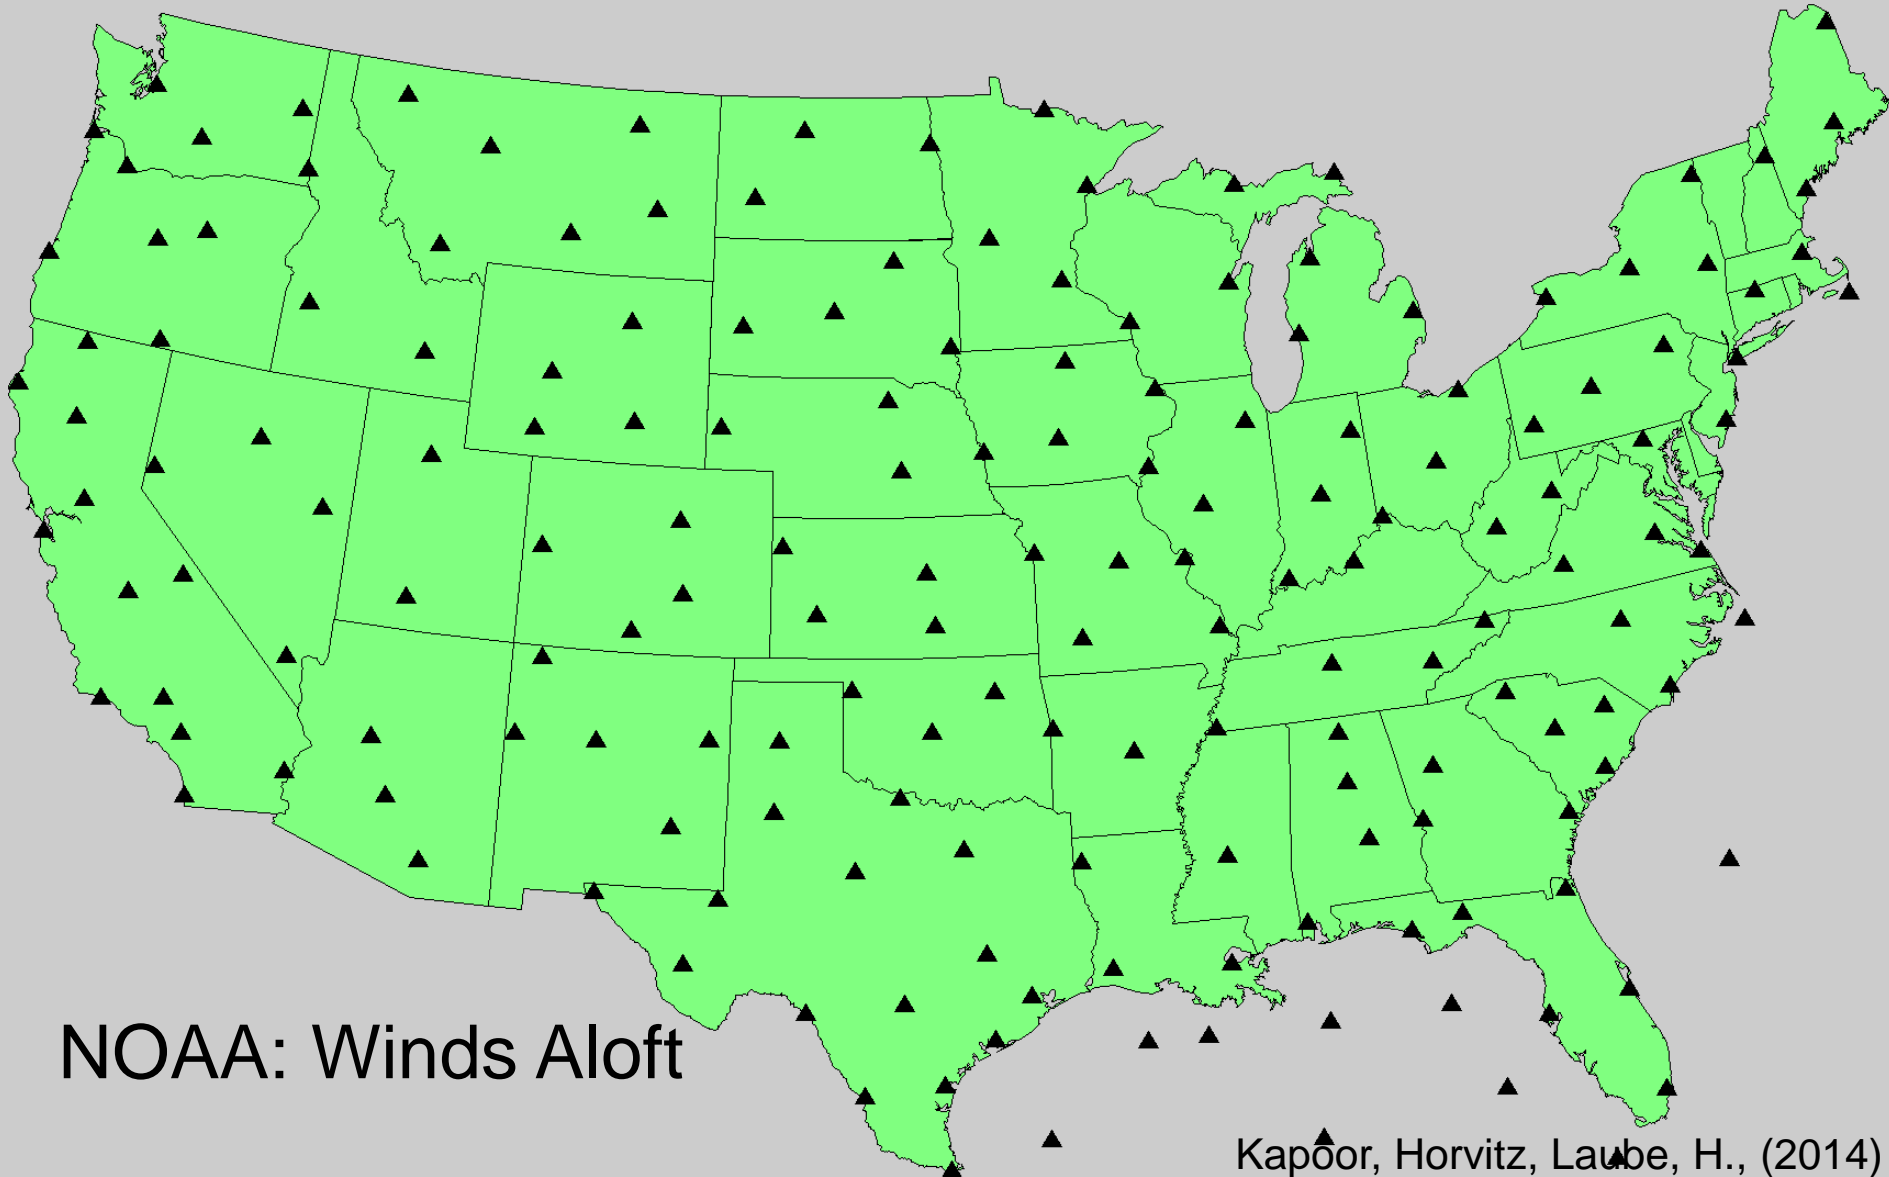 NOAA: Winds Aloft
Kapoor, Horvitz, Laube, H., (2014)